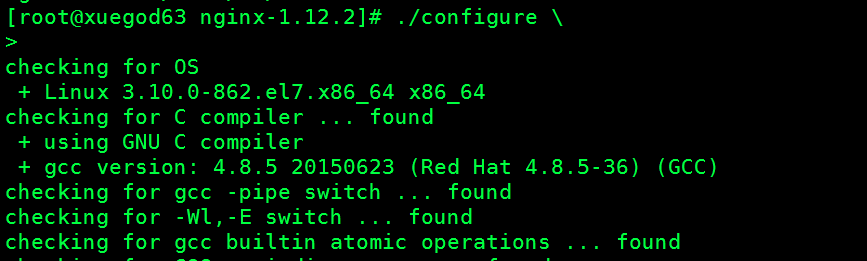 [root@xuegod63 nginx-1.12.2]# ./configure \
>
checking for OS
 + Linux 3.10.0-862.el7.x86_64 x86_64
checking for C compiler ... found
 + using GNU C compiler
 + gcc version: 4.8.5 20150623 (Red Hat 4.8.5-36) (GCC)
checking for gcc -pipe switch ... found
checking for -Wl,-E switch ... found
checking for gcc builtin atomic operations ... found